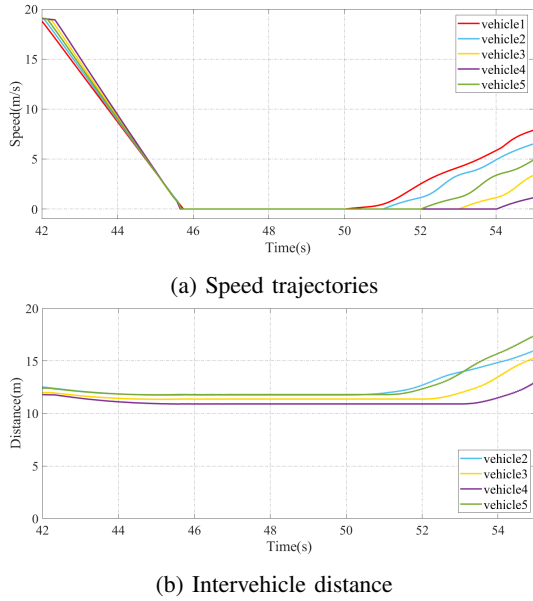 20
15
10
5
0
Speed(m/s)
vehicle1
vehicle2
vehicle3
vehicle4
vehicle5
42 44 46 48 50 52 54
Time(s)
(a) Speed trajectories
20
15
10
5
0
Distance(m)
vehicle2
vehicle3
vehicle4
vehicle5
42 44 46 48 50 52 54
Time(s)
(b) Intervehicle distance